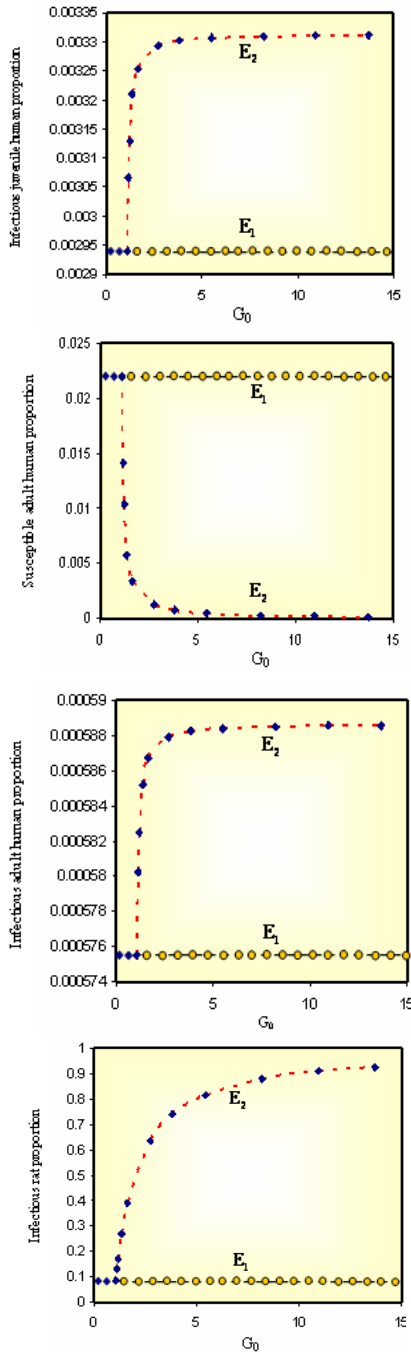 Infectious juvenile human proportion
0.00335
0.0033
0.00325
0.0032
0.00315
0.0031
0.00305
0.003
0.00295
0.0029
E2
E1
0 5 10 15
G0
Susceptible adult human proportion
0.025
0.02
0.015
0.01
0.005
0
E1
E2
0 5 10 15
G0
Infectious adult human proportion
0.00059
0.000588
0.000586
0.000584
0.000582
0.00058
0.000578
0.000576
0.000574
E2
E1
0 5 10 15
G0
Infectious rat proportion
1
0.9
0.8
0.7
0.6
0.5
0.4
0.3
0.2
0.1
0
E2
E1
0 5 10 15
G0